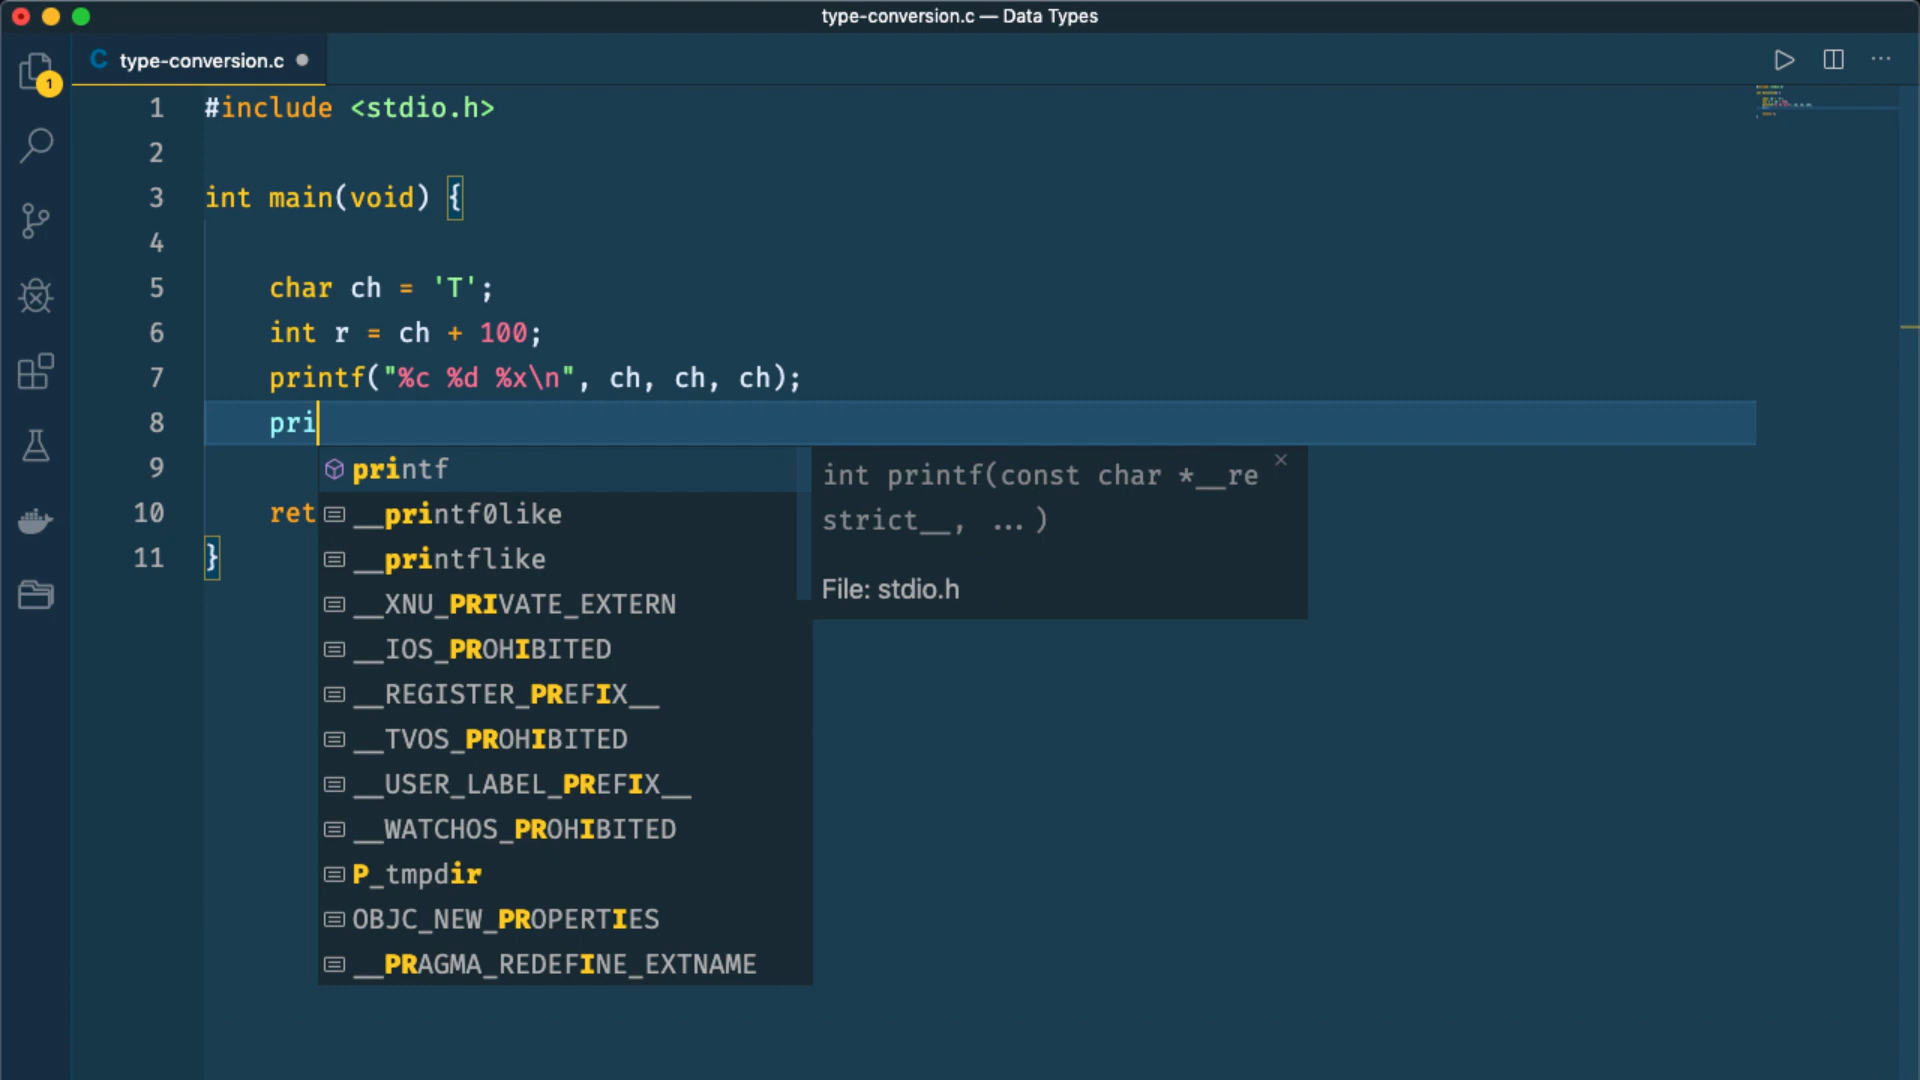 type-conversion.c — Data Types
C type-conversion.c
1
1 #include <stdio.h>
2
3 int main(void) {
4
5 char ch = 'T';
6 int r = ch + 100;
7 printf("%c %d %x\n", ch, ch, ch);
8 pri
9
10 ret
11 }
printf
__printf0like
__printflike
__XNU_PRIVATE_EXTERN
__IOS_PROHIBITED
__REGISTER_PREFIX__
__TVOS_PROHIBITED
__USER_LABEL_PREFIX__
__WATCHOS_PROHIBITED
P_tmpdir
OBJC_NEW_PROPERTIES
__PRAGMA_REDEFINE_EXTNAME
int printf(const char *__re
strict__, ...)
File: stdio.h